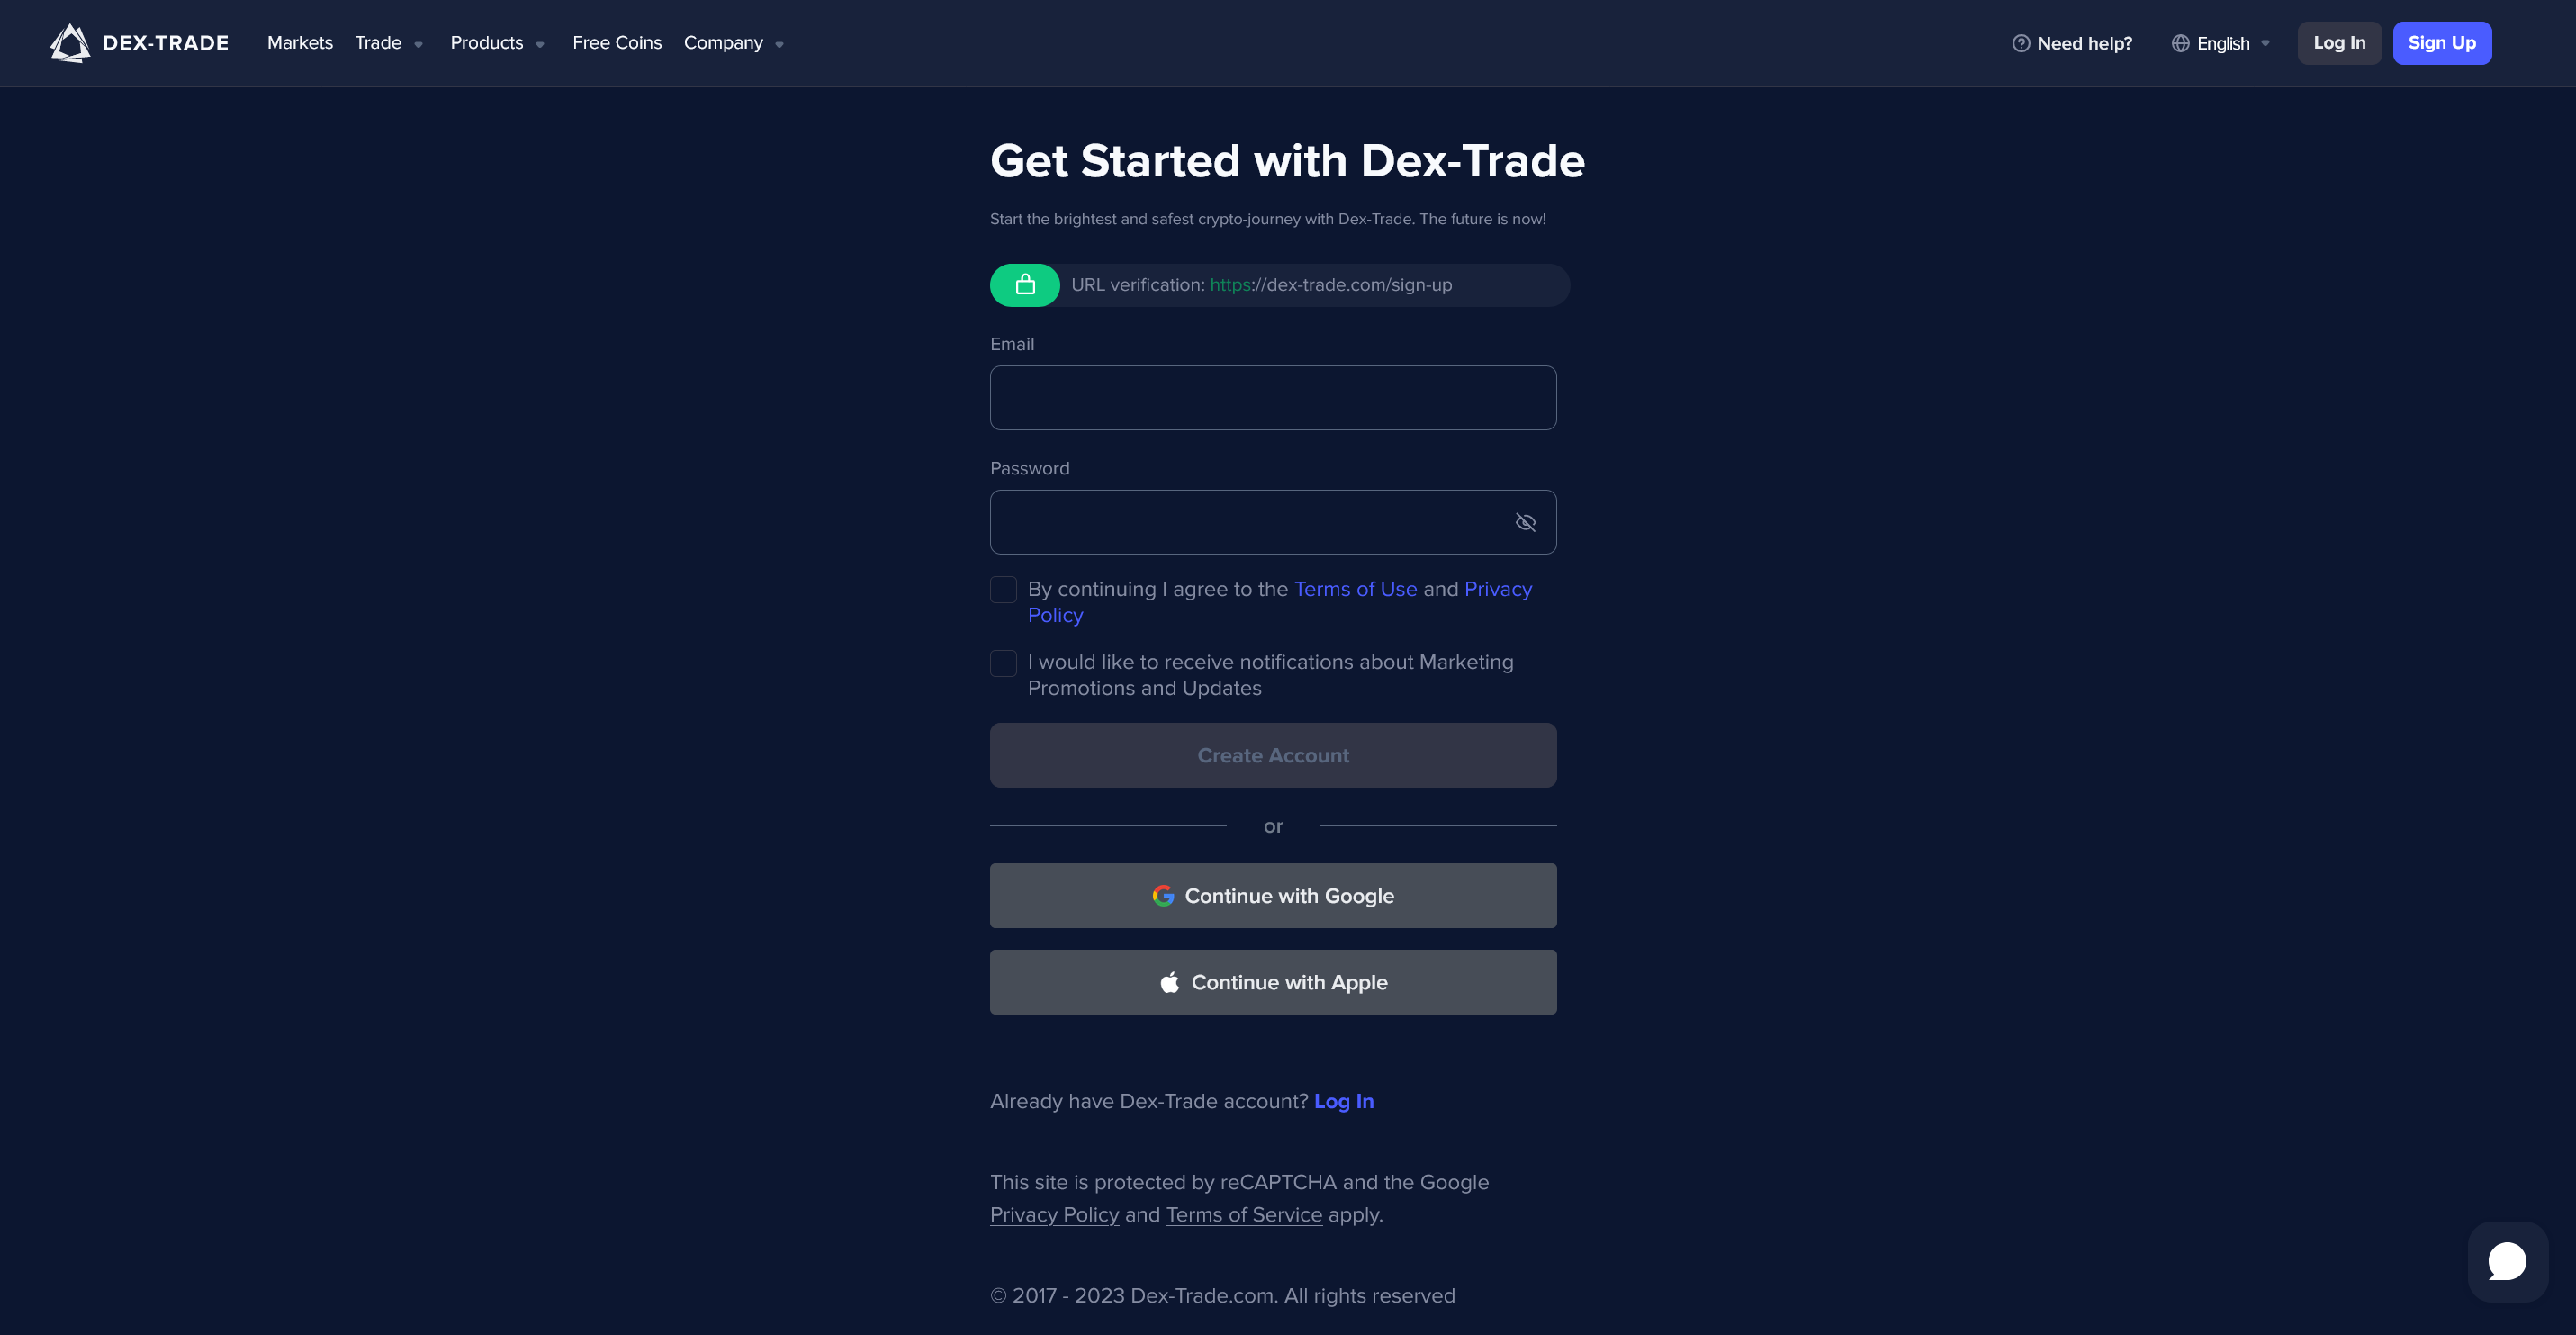 DEX-TRADE Markets Trade Products Free Coins Company Need help? English Log In Sign Up
Get Started with Dex-Trade
Start the brightest and safest crypto-journey with Dex-Trade. The future is now!
URL verification: https://dex-trade.com/sign-up
Email
Password
By continuing I agree to the Terms of Use and Privacy
Policy
I would like to receive notifications about Marketing
Promotions and Updates
Create Account
or
Continue with Google
Continue with Apple
Already have Dex-Trade account? Log In
This site is protected by reCAPTCHA and the Google
Privacy Policy and Terms of Service apply.
© 2017 - 2023 Dex-Trade.com. All rights reserved